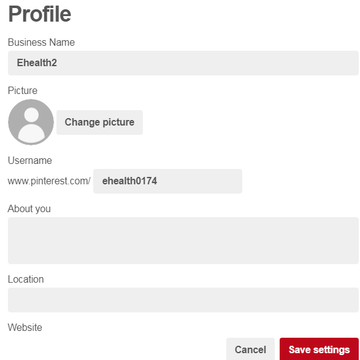 Profile
Business Name
Ehealth2
Picture
Change picture
Username
www.pinterest.com/ ehealth0174
About you
Location
Website
Cancel Save settings